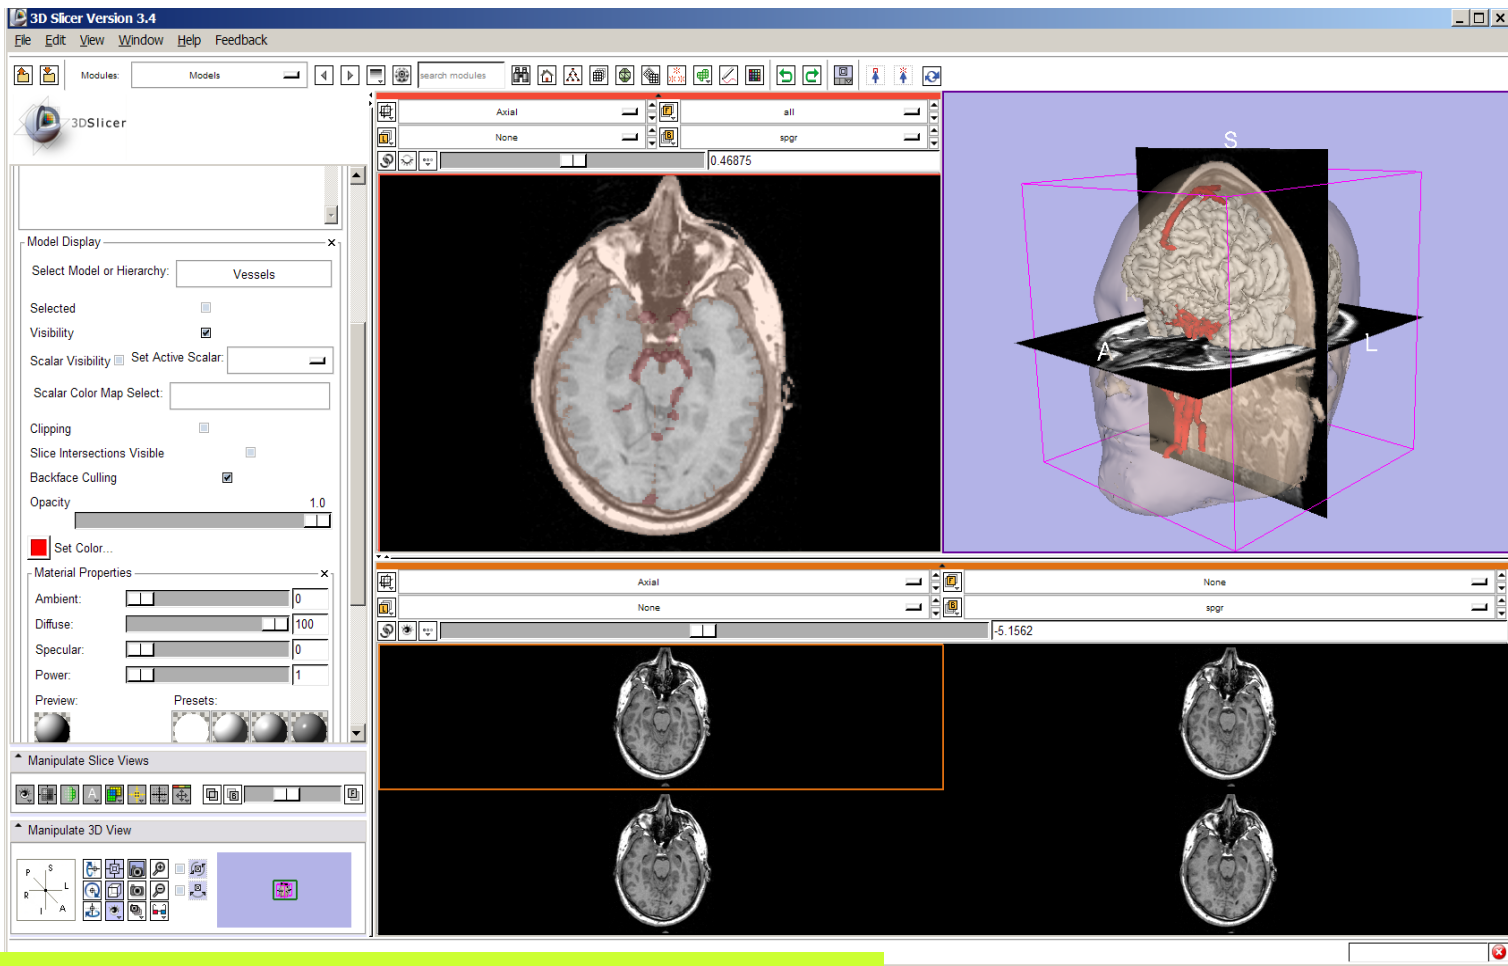 3D Slicer Version 3.4
File Edit View Window Help Feedback
Modules: Models search modules
3DSlicer
Model Display
Select Model or Hierarchy: Vessels
Selected
Visibility
Scalar Visibility Set Active Scalar:
Scalar Color Map Select:
Clipping
Slice Intersections Visible
Backface Culling
Opacity 1.0
Set Color...
Material Properties
Ambient: 0
Diffuse: 100
Specular: 0
Power: 1
Preview: Presets:
Manipulate Slice Views
A B F
Manipulate 3D View
P S
R L
I A
Axial all
None spgr
0.46875
S
A L
Axial None
None spgr
-5.1562